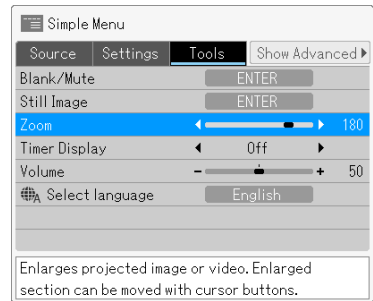 Simple Menu
Source Settings Tools Show Advanced
Blank/Mute ENTER
Still Image ENTER
Zoom 180
Timer Display Off
Volume - + 50
Select language English
Enlarges projected image or video. Enlarged
section can be moved with cursor buttons.